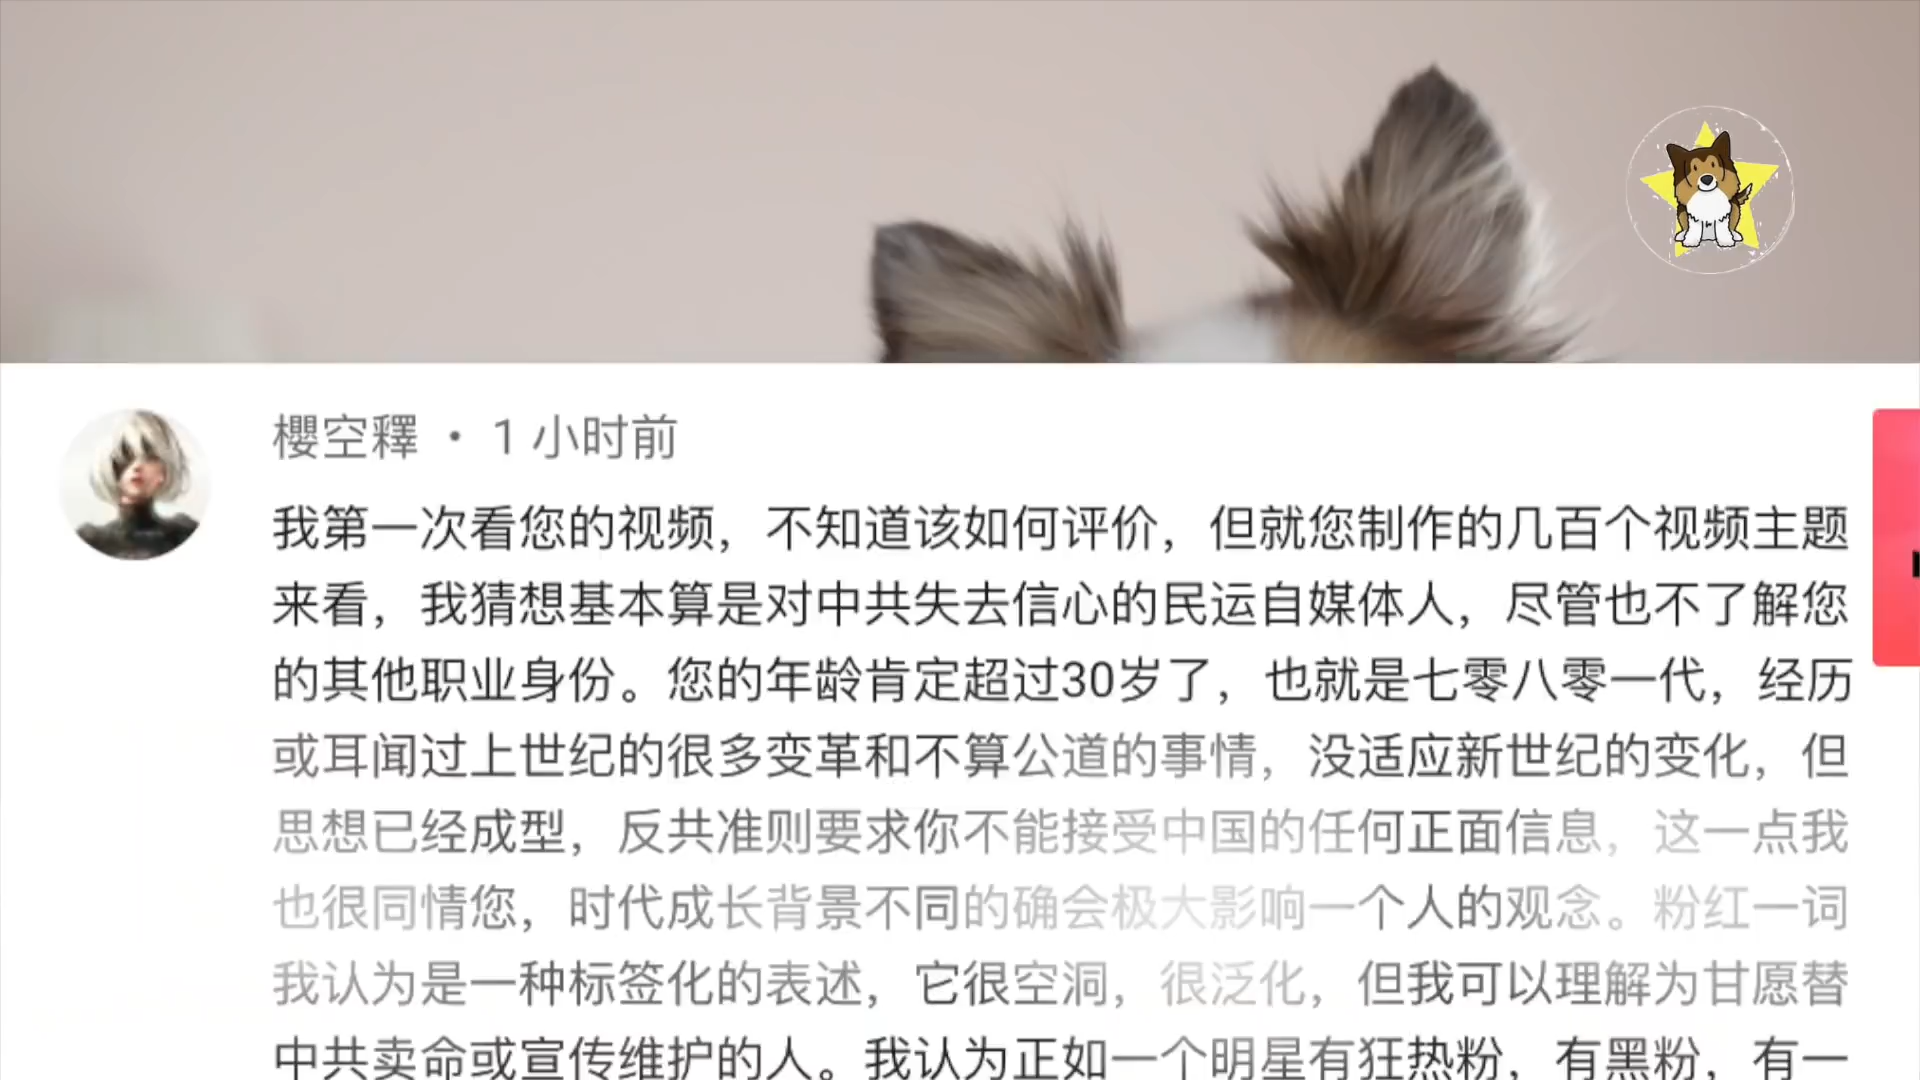 櫻空釋 · 1 小时前
我第一次看您的视频，不知道该如何评价，但就您制作的几百个视频主题
来看，我猜想基本算是对中共失去信心的民运自媒体人，尽管也不了解您
的其他职业身份。您的年龄肯定超过30岁了，也就是七零八零一代，经历
或耳闻过上世纪的很多变革和不算公道的事情，没适应新世纪的变化，但
思想已经成型，反共准则要求你不能接受中国的任何正面信息，这一点我
也很同情您，时代成长背景不同的确会极大影响一个人的观念。粉红一词
我认为是一种标签化的表述，它很空洞，很泛化，但我可以理解为甘愿替
中共卖命或宣传维护的人。我认为正如一个明星有狂热粉，有黑粉，有一